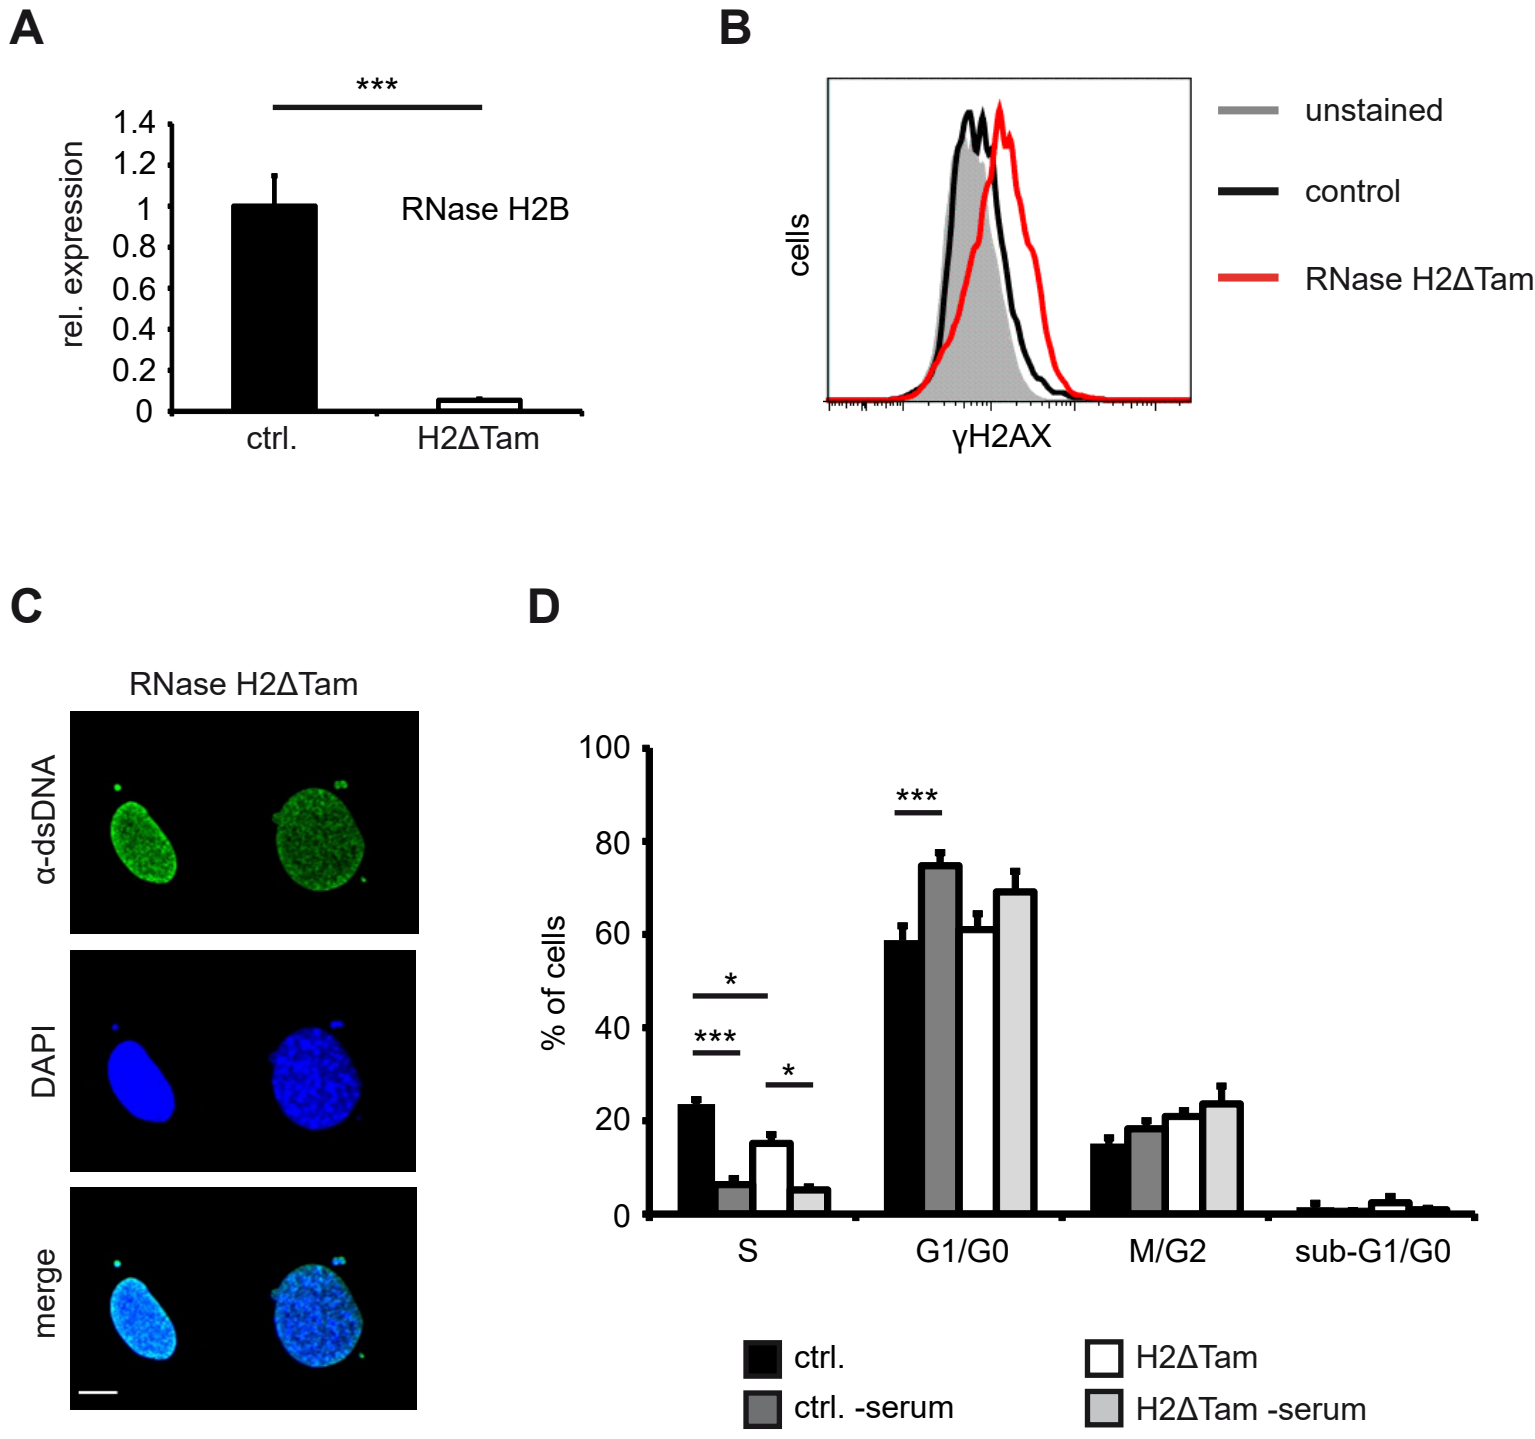 A
***
1.4
1.2
1
0.8
0.6
0.4
0.2
0
rel. expression
RNase H2B
ctrl.
H2ΔTam
B
cells
γH2AX
unstained
control
RNase H2ΔTam
C
RNase H2ΔTam
α-dsDNA
DAPI
merge
D
100
80
60
40
20
0
% of cells
*
***
*
***
S
G1/G0
M/G2
sub-G1/G0
ctrl.
H2ΔTam
ctrl. -serum
H2ΔTam -serum